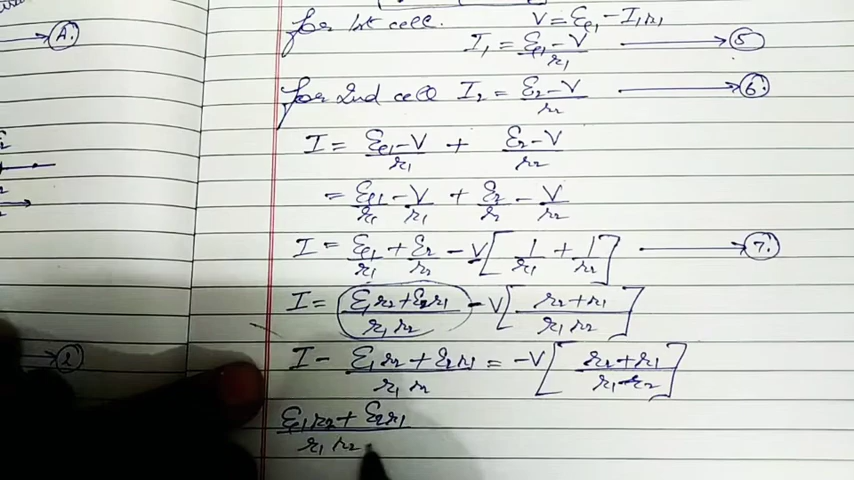 for 1st cell. V = ε1 - I1r1
I1 = ε1 - V / r1 → 5
for 2nd cell I2 = ε2 - V / r2 → 6
I = ε1 - V / r1 + ε2 - V / r2
= ε1 / r1 - V / r1 + ε2 / r - V / r2
I = ε1 / r1 + ε2 / r2 - V [ 1 / r1 + 1 / r2 ] → 7
I = ε1r2 + ε2r1 / r1r2 - V [ r2 + r1 / r1r2 ]
I - ε1r2 + ε2r1 / r1r2 = -V [ r2 + r1 / r1r2 ]
ε1r2 + ε2r1 / r1r2